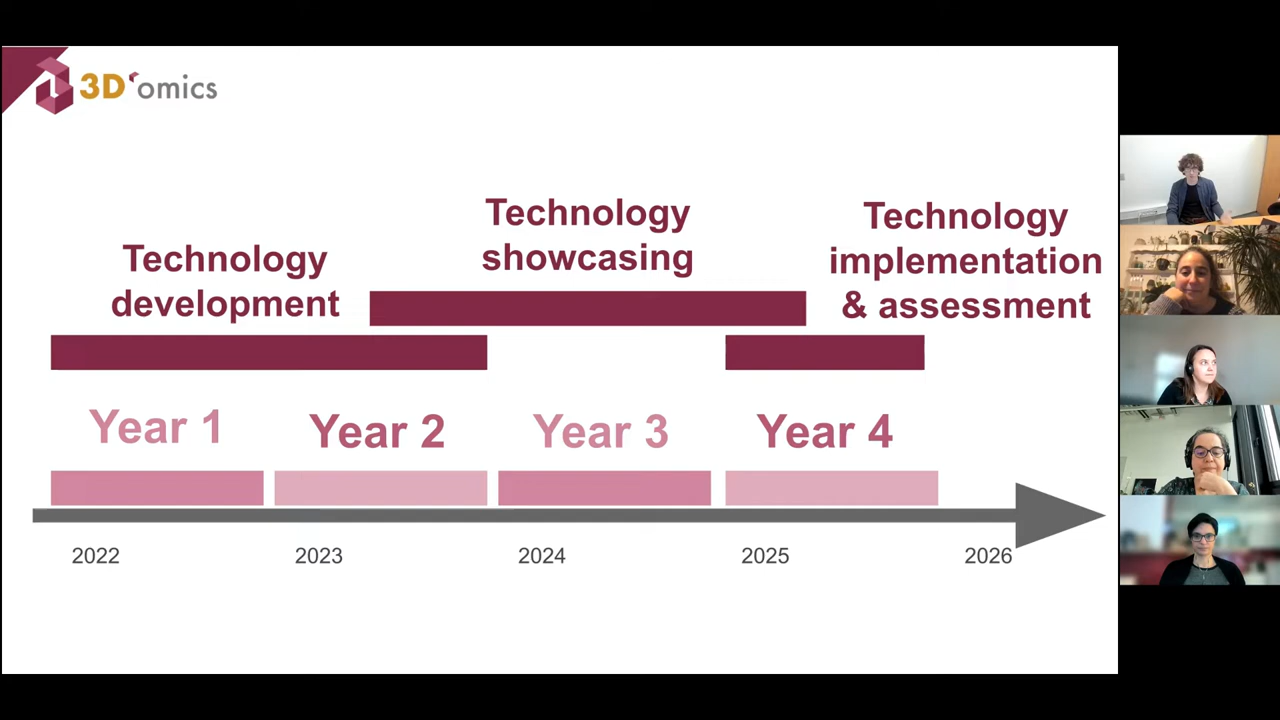 3D'omics
Technology
development
Technology
showcasing
Technology
implementation
& assessment
Year 1
Year 2
Year 3
Year 4
2022
2023
2024
2025
2026